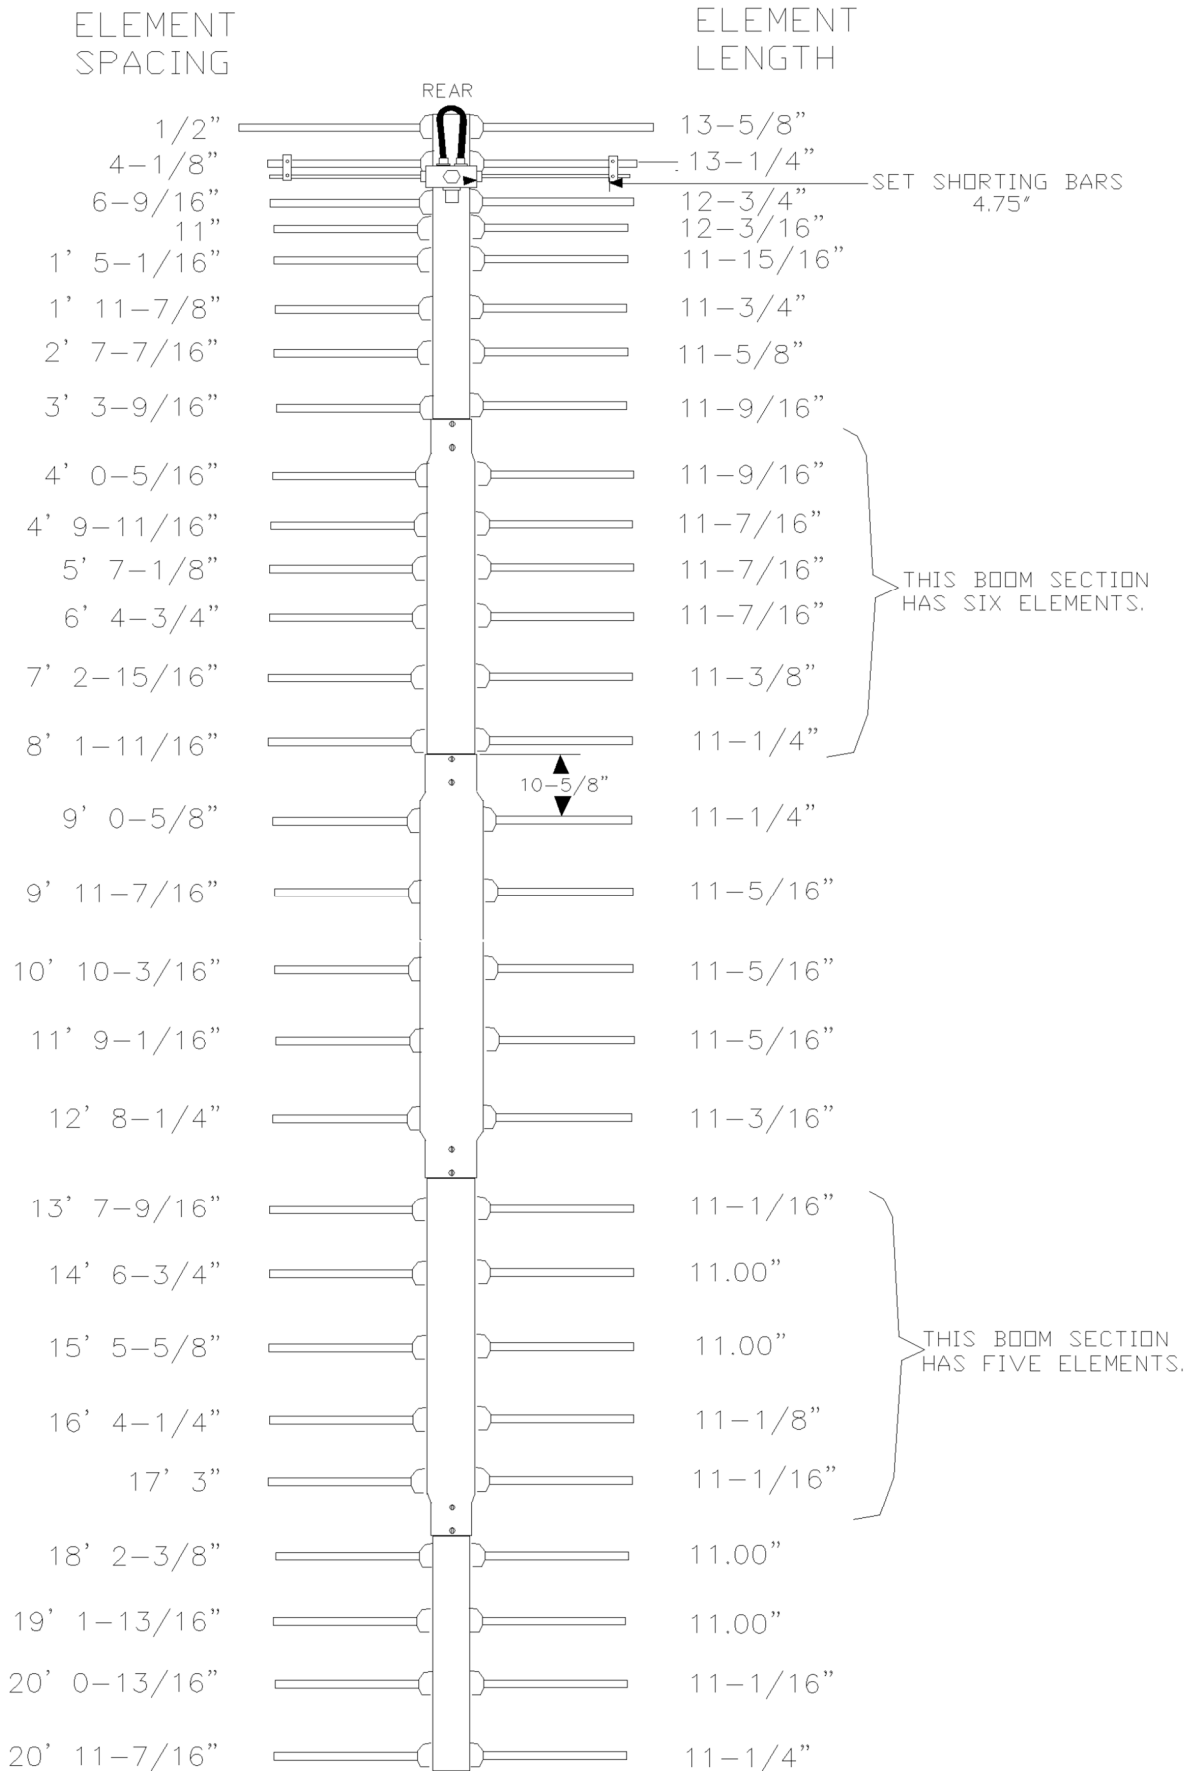 ELEMENT
SPACING
ELEMENT
LENGTH
REAR
1/2" 13-5/8"
4-1/8" 13-1/4"
SET SHORTING BARS
4.75"
6-9/16" 12-3/4"
11" 12-3/16"
1' 5-1/16" 11-15/16"
1' 11-7/8" 11-3/4"
2' 7-7/16" 11-5/8"
3' 3-9/16" 11-9/16"
4' 0-5/16" 11-9/16"
4' 9-11/16" 11-7/16"
5' 7-1/8" 11-7/16"
THIS BOOM SECTION
HAS SIX ELEMENTS.
6' 4-3/4" 11-7/16"
7' 2-15/16" 11-3/8"
8' 1-11/16" 11-1/4"
10-5/8"
9' 0-5/8" 11-1/4"
9' 11-7/16" 11-5/16"
10' 10-3/16" 11-5/16"
11' 9-1/16" 11-5/16"
12' 8-1/4" 11-3/16"
13' 7-9/16" 11-1/16"
14' 6-3/4" 11.00"
15' 5-5/8" 11.00"
THIS BOOM SECTION
HAS FIVE ELEMENTS.
16' 4-1/4" 11-1/8"
17' 3" 11-1/16"
18' 2-3/8" 11.00"
19' 1-13/16" 11.00"
20' 0-13/16" 11-1/16"
20' 11-7/16" 11-1/4"